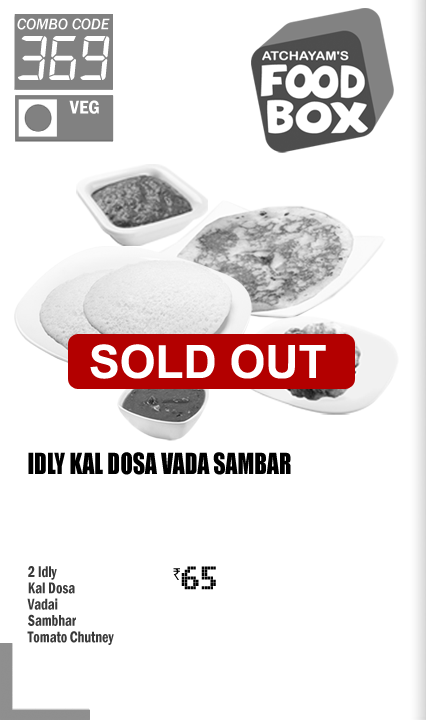 COMBO CODE
369
VEG
ATCHAYAM'S
FOOD
BOX
SOLD OUT
IDLY KAL DOSA VADA SAMBAR
2 Idly
₹65
Kal Dosa
Vadai
Sambhar
Tomato Chutney